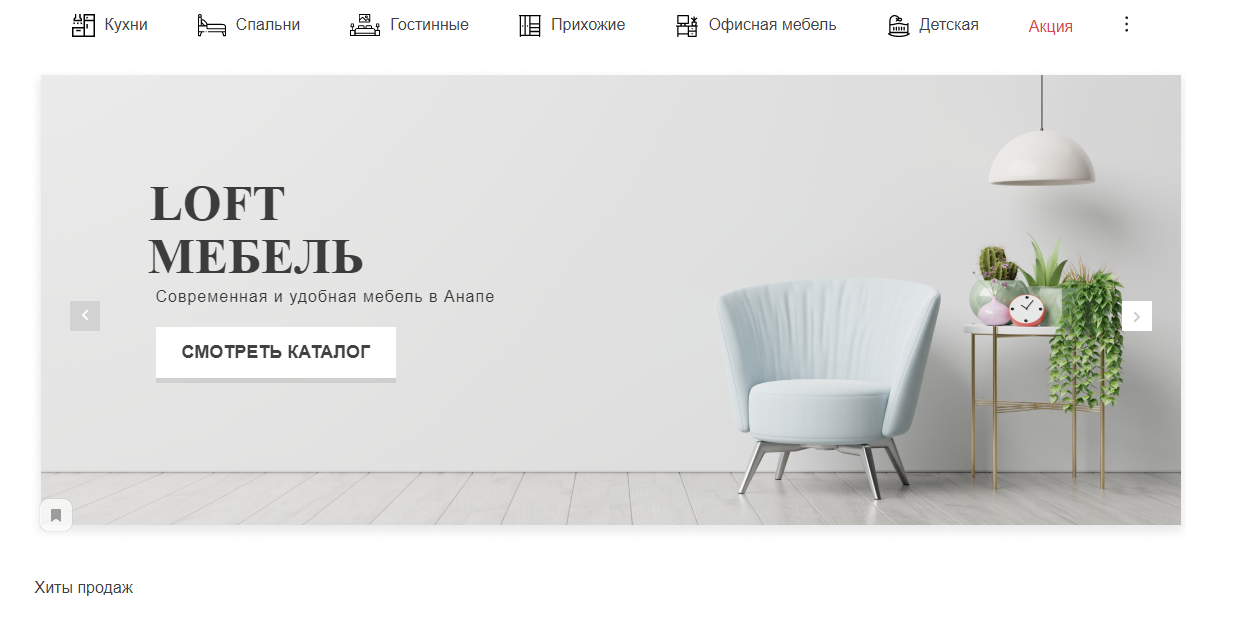 Кухни Спальни Гостинные Прихожие Офисная мебель Детская Акция
LOFT
МЕБЕЛЬ
Современная и удобная мебель в Анапе
СМОТРЕТЬ КАТАЛОГ
Хиты продаж